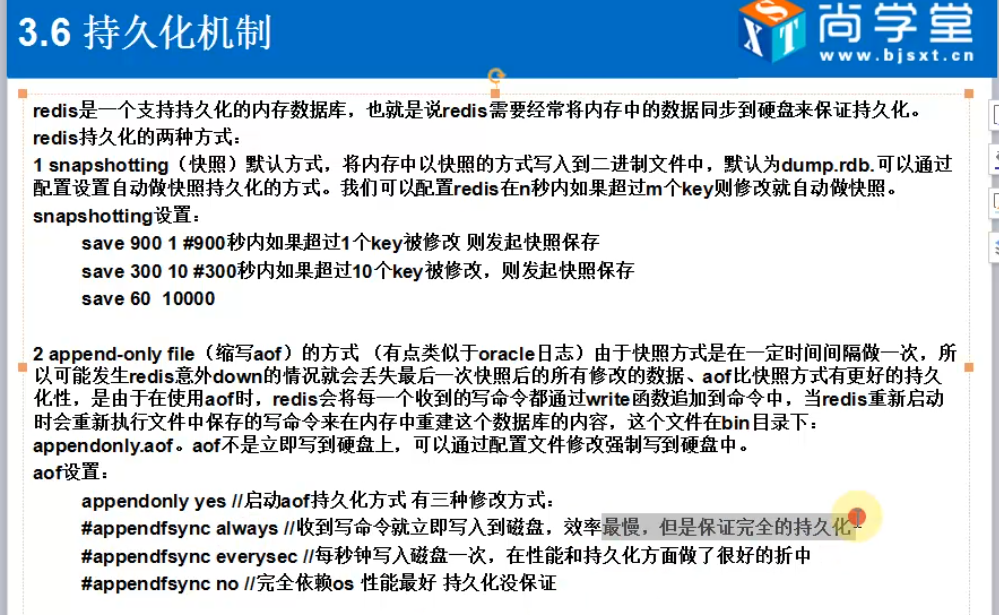 3.6 持久化机制
尚学堂
SXT
www.bjsxt.cn
redis是一个支持持久化的内存数据库，也就是说redis需要经常将内存中的数据同步到硬盘来保证持久化。
redis持久化的两种方式：
1 snapshotting（快照）默认方式，将内存中以快照的方式写入到二进制文件中，默认为dump.rdb.可以通过
配置设置自动做快照持久化的方式。我们可以配置redis在n秒内如果超过m个key则修改就自动做快照。
snapshotting设置：
save 900 1 #900秒内如果超过1个key被修改 则发起快照保存
save 300 10 #300秒内如果超过10个key被修改，则发起快照保存
save 60 10000
2 append-only file（缩写aof）的方式 （有点类似于oracle日志）由于快照方式是在一定时间间隔做一次，所
以可能发生redis意外down的情况就会丢失最后一次快照后的所有修改的数据、aof比快照方式有更好的持久
化性，是由于在使用aof时，redis会将每一个收到的写命令都通过write函数追加到命令中，当redis重新启动
时会重新执行文件中保存的写命令来在内存中重建这个数据库的内容，这个文件在bin目录下：
appendonly.aof。aof不是立即写到硬盘上，可以通过配置文件修改强制写到硬盘中。
aof设置：
appendonly yes //启动aof持久化方式 有三种修改方式：
#appendfsync always //收到写命令就立即写入到磁盘，效率最慢，但是保证完全的持久化
#appendfsync everysec //每秒钟写入磁盘一次，在性能和持久化方面做了很好的折中
#appendfsync no //完全依赖os 性能最好 持久化没保证